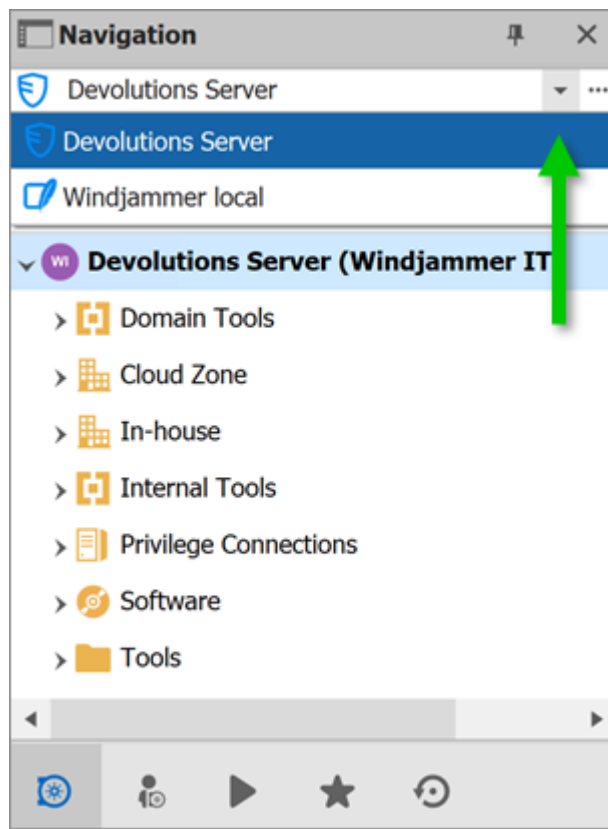 Navigation
Devolutions Server
Devolutions Server
Windjammer local
WI Devolutions Server (Windjammer IT
Domain Tools
Cloud Zone
In-house
Internal Tools
Privilege Connections
Software
Tools